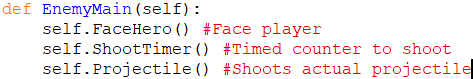 def EnemyMain(self):
    self.FaceHero() #Face player
    self.ShootTimer() #Timed counter to shoot
    self.Projectile() #Shoots actual projectile